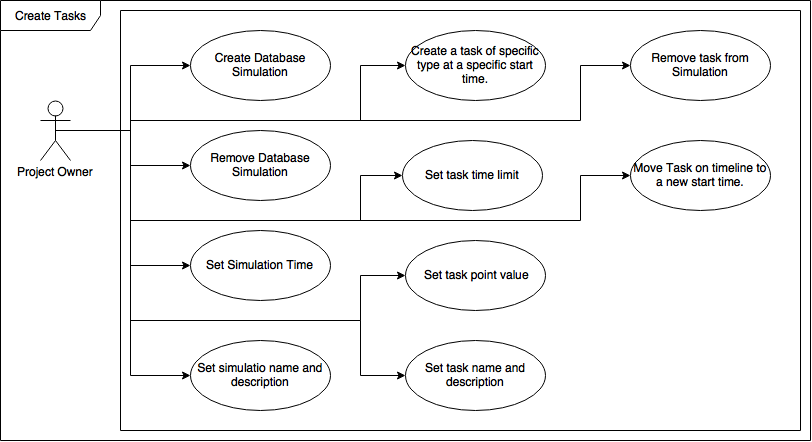 Create Tasks
Create Database
Simulation
Create a task of specific
type at a specific start
time.
Remove task from
Simulation
Project Owner
Remove Database
Simulation
Set task time limit
Move Task on timeline to
a new start time.
Set Simulation Time
Set task point value
Set simulatio name and
description
Set task name and
description